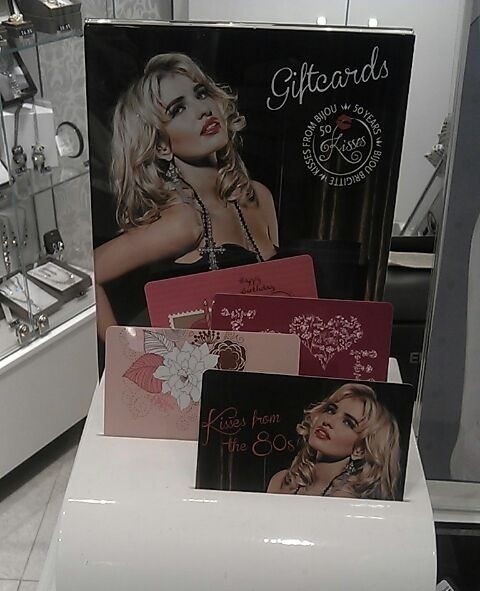 Giftcards
KISSES FROM BIJOU 50 YEARS BIJOU BRIGITTE
50
Kisses
Happy
birthday
Kisses from
the 80s